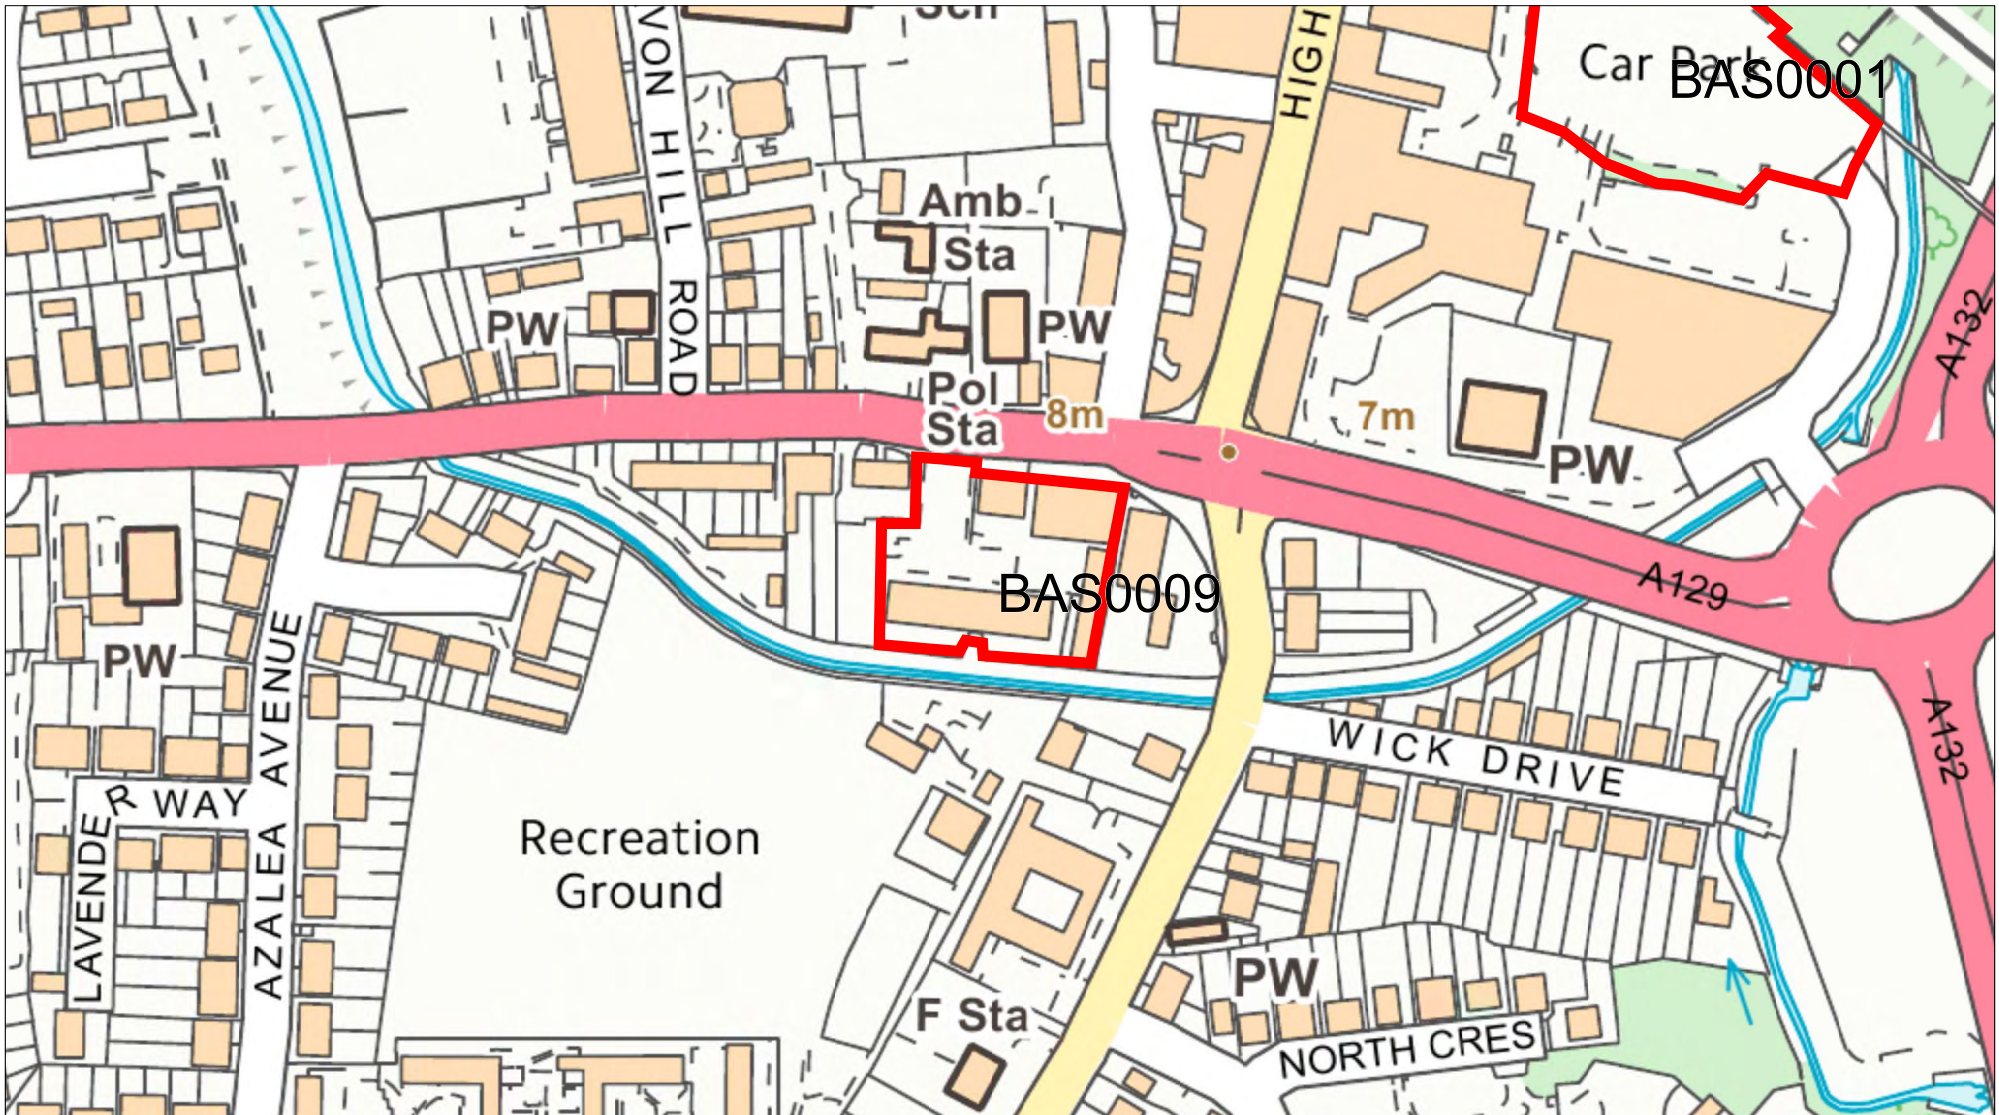 Sch
VON HILL ROAD
HIGH
Car Park
BAS0001
Amb
Sta
PW
PW
Pol
Sta
8m
7m
PW
A132
BAS0009
A129
PW
AZALEA AVENUE
LAVENDE
R WAY
WICK DRIVE
A132
Recreation
Ground
PW
F Sta
NORTH CRES